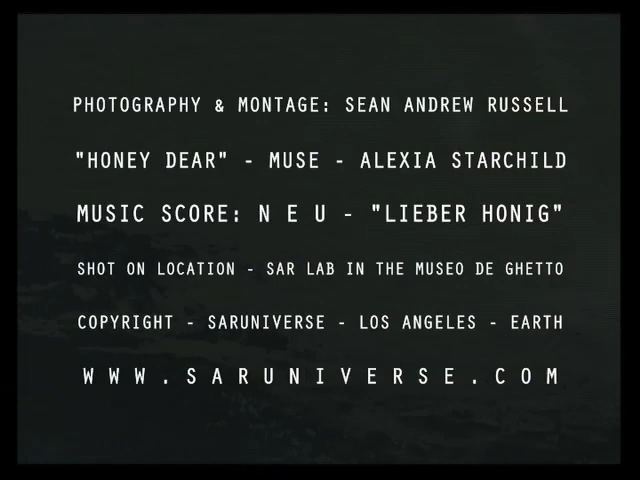 PHOTOGRAPHY & MONTAGE: SEAN ANDREW RUSSELL
"HONEY DEAR" - MUSE - ALEXIA STARCHILD
MUSIC SCORE: N E U - "LIEBER HONIG"
SHOT ON LOCATION - SAR LAB IN THE MUSEO DE GHETTO
COPYRIGHT - SARUNIVERSE - LOS ANGELES - EARTH
W W W . S A R U N I V E R S E . C O M